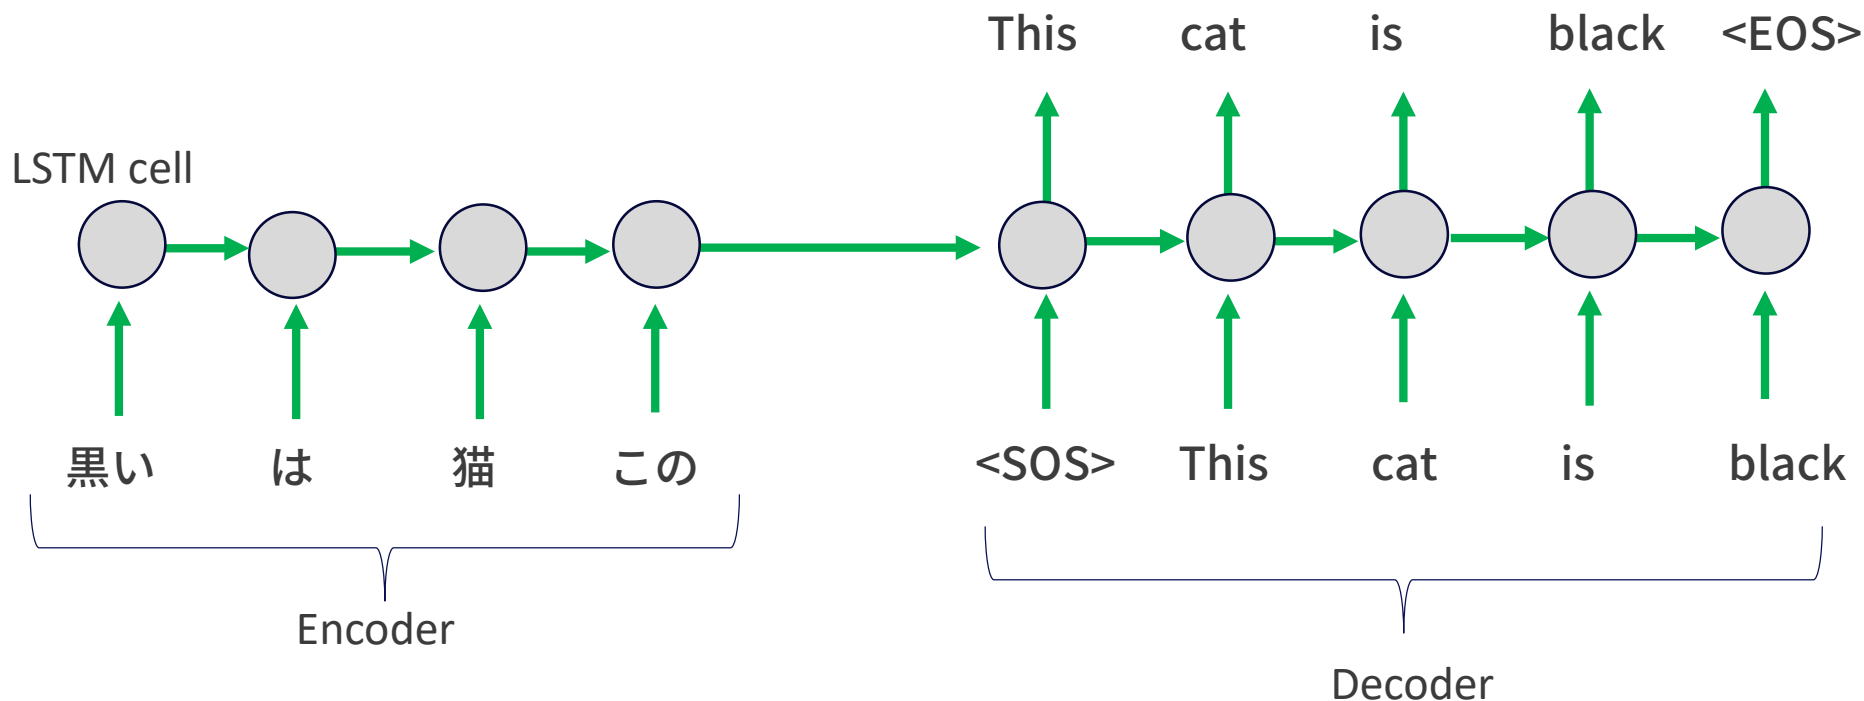 This cat is black <EOS>
LSTM cell
黒い は 猫 この
<SOS> This cat is black
Encoder
Decoder